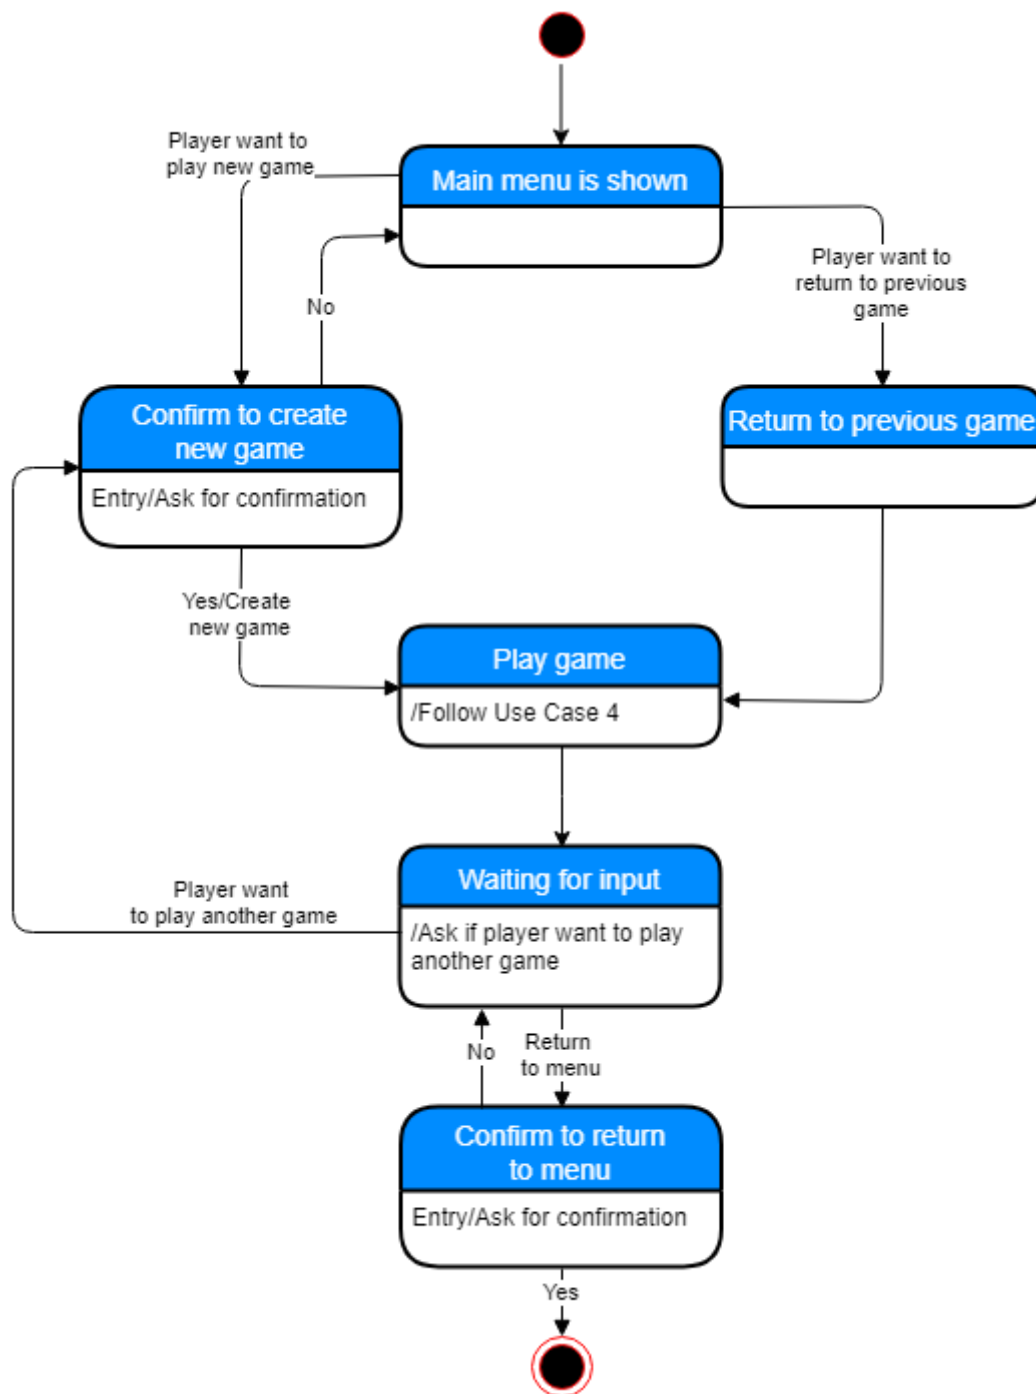 Player want to
play new game
Main menu is shown
Player want to
return to previous
game
No
Confirm to create
new game
Entry/Ask for confirmation
Return to previous game
Yes/Create
new game
Play game
/Follow Use Case 4
Waiting for input
/Ask if player want to play
another game
Player want
to play another game
No
Return
to menu
Confirm to return
to menu
Entry/Ask for confirmation
Yes